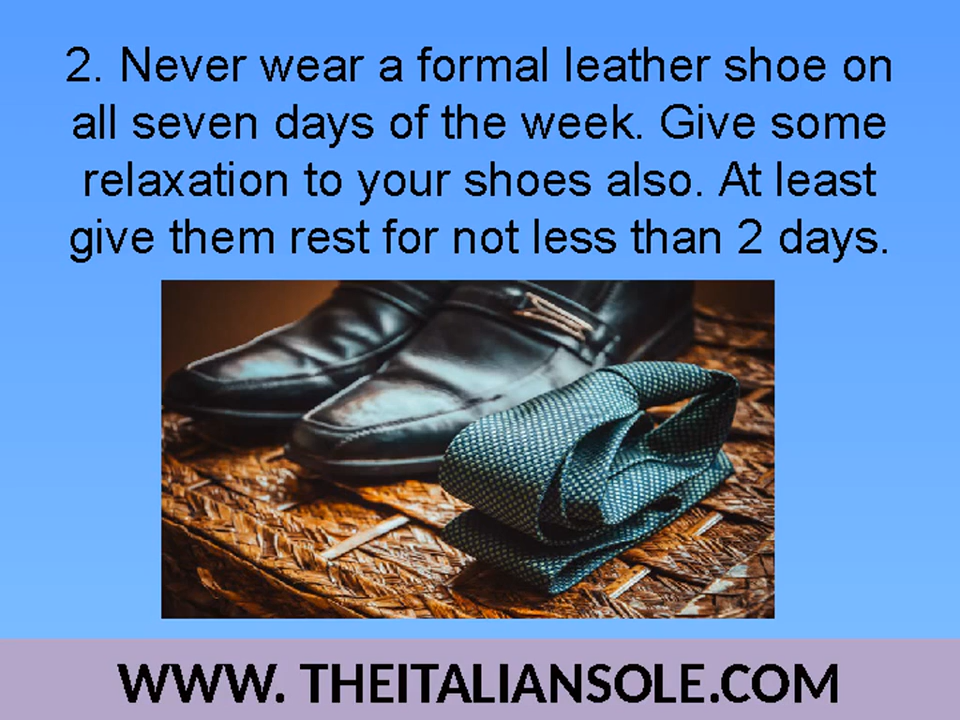 2. Never wear a formal leather shoe on
all seven days of the week. Give some
relaxation to your shoes also. At least
give them rest for not less than 2 days.
WWW. THEITALIANSOLE.COM